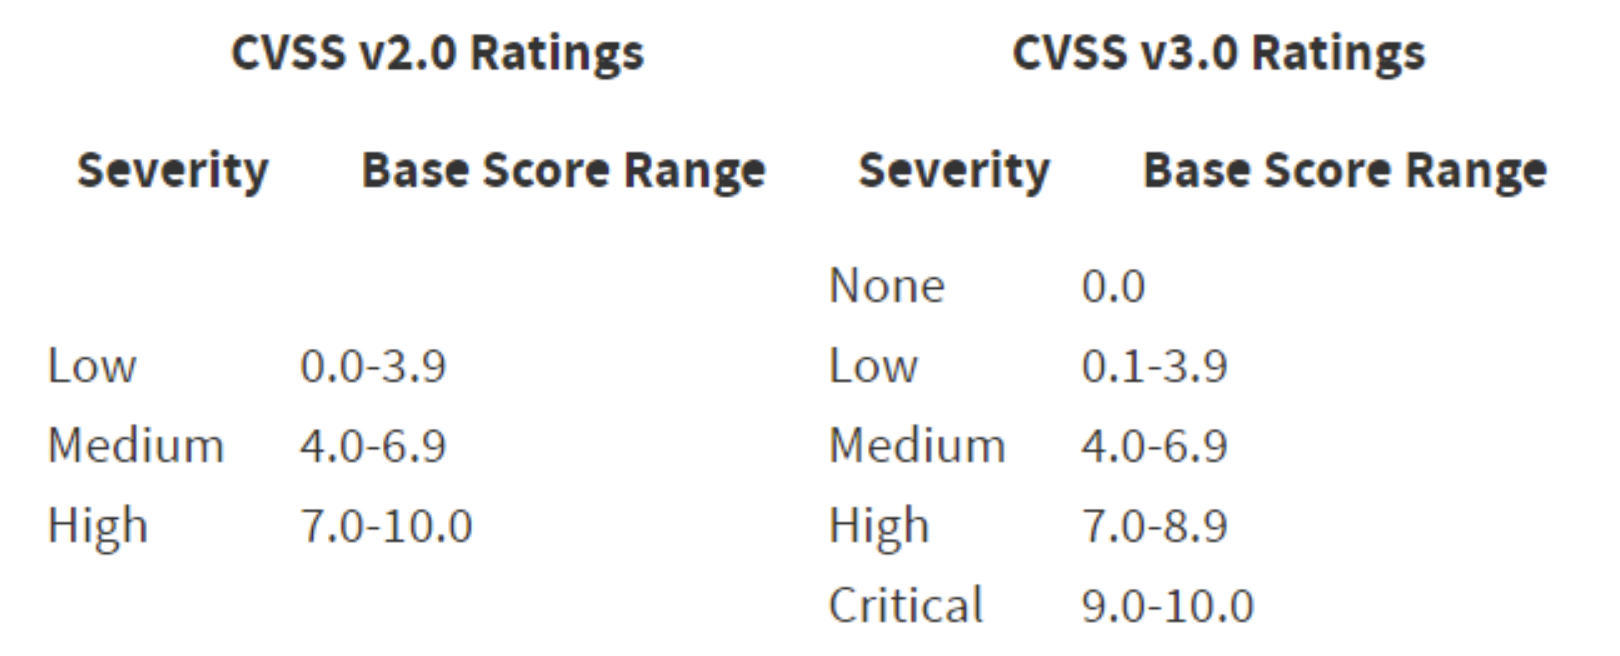 CVSS v2.0 Ratings CVSS v3.0 Ratings
Severity Base Score Range Severity Base Score Range
None 0.0
Low 0.0-3.9 Low 0.1-3.9
Medium 4.0-6.9 Medium 4.0-6.9
High 7.0-10.0 High 7.0-8.9
Critical 9.0-10.0